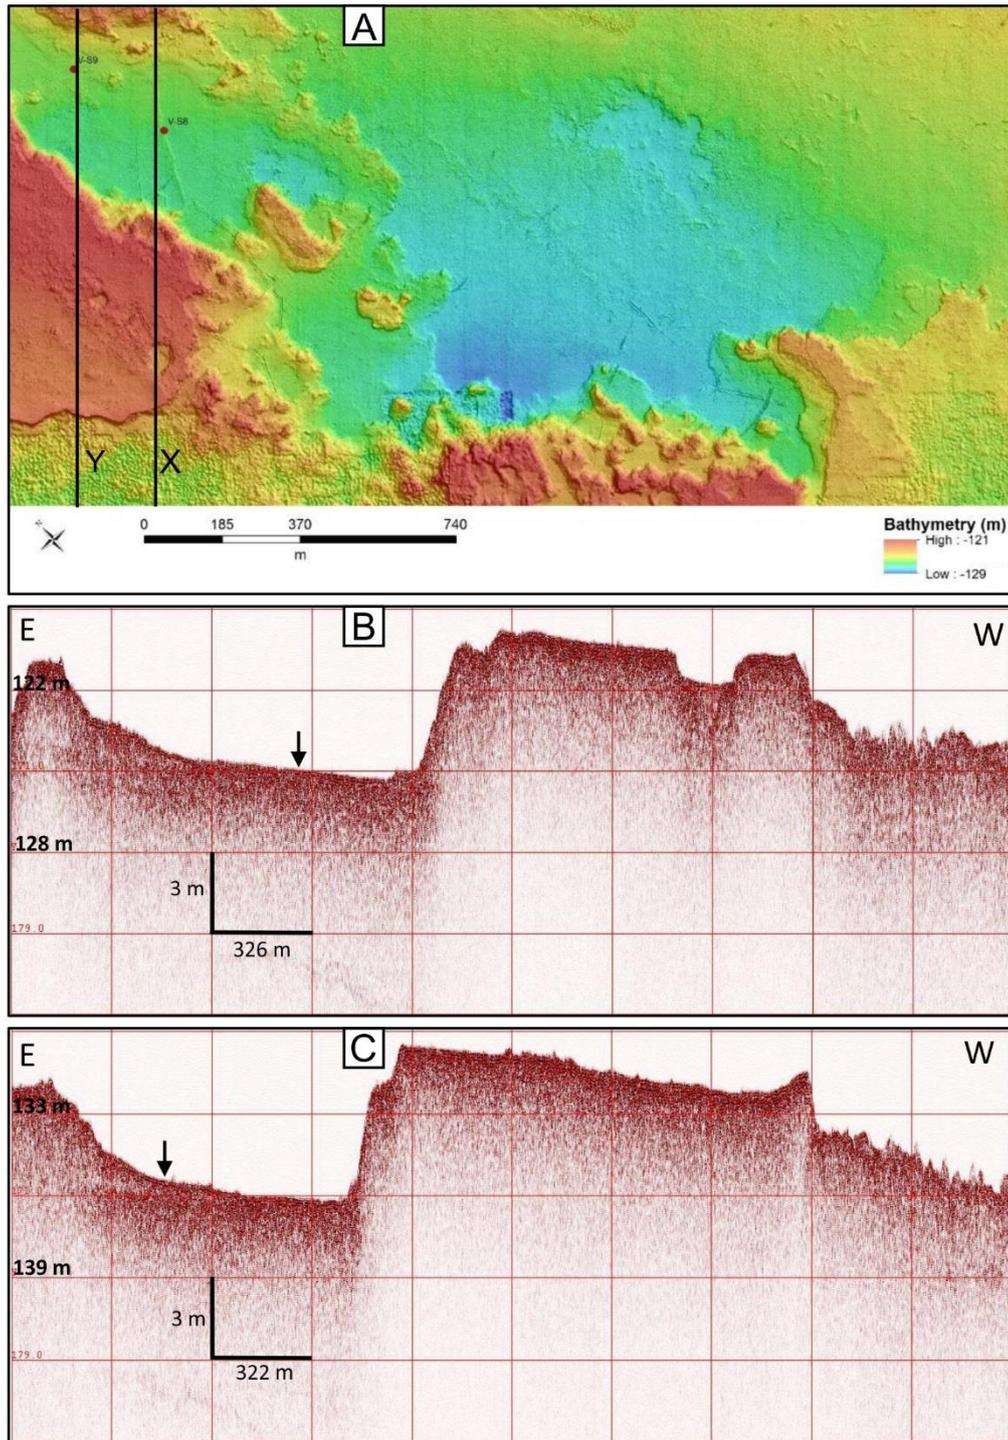 A
V-S9
V-S8
Y X
0 185 370 740
m
Bathymetry (m)
High : -121
Low : -129
E B W
122 m
128 m
3 m
326 m
179.0
E C W
133 m
139 m
3 m
322 m
179.0